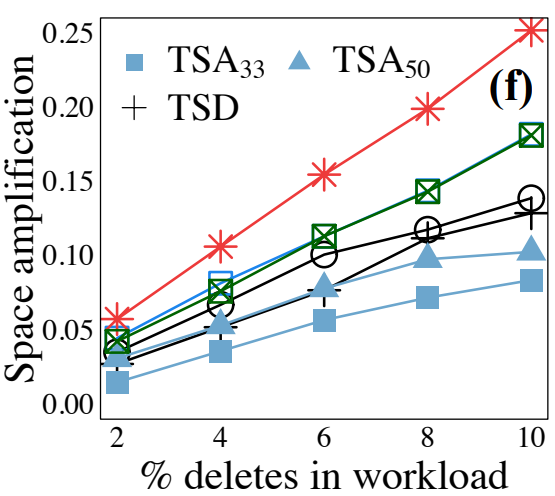 0.25
TSA₃₃ TSA₅₀
(f)
0.20
TSD
0.15
0.10
0.05
0.00
Space amplification
2 4 6 8 10
% deletes in workload